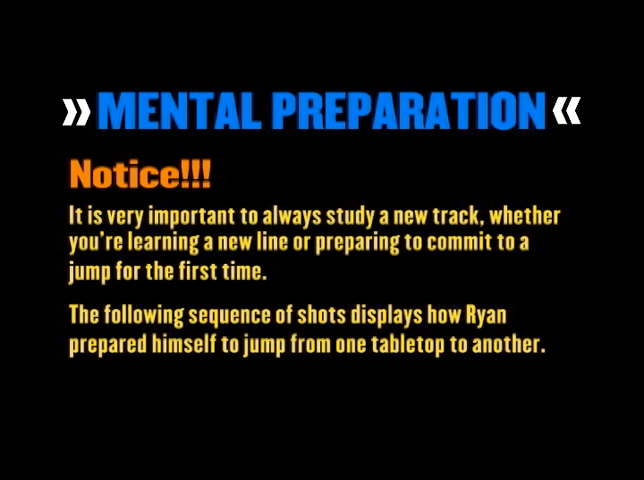 » MENTAL PREPARATION «
Notice!!!
It is very important to always study a new track, whether
you're learning a new line or preparing to commit to a
jump for the first time.
The following sequence of shots displays how Ryan
prepared himself to jump from one tabletop to another.